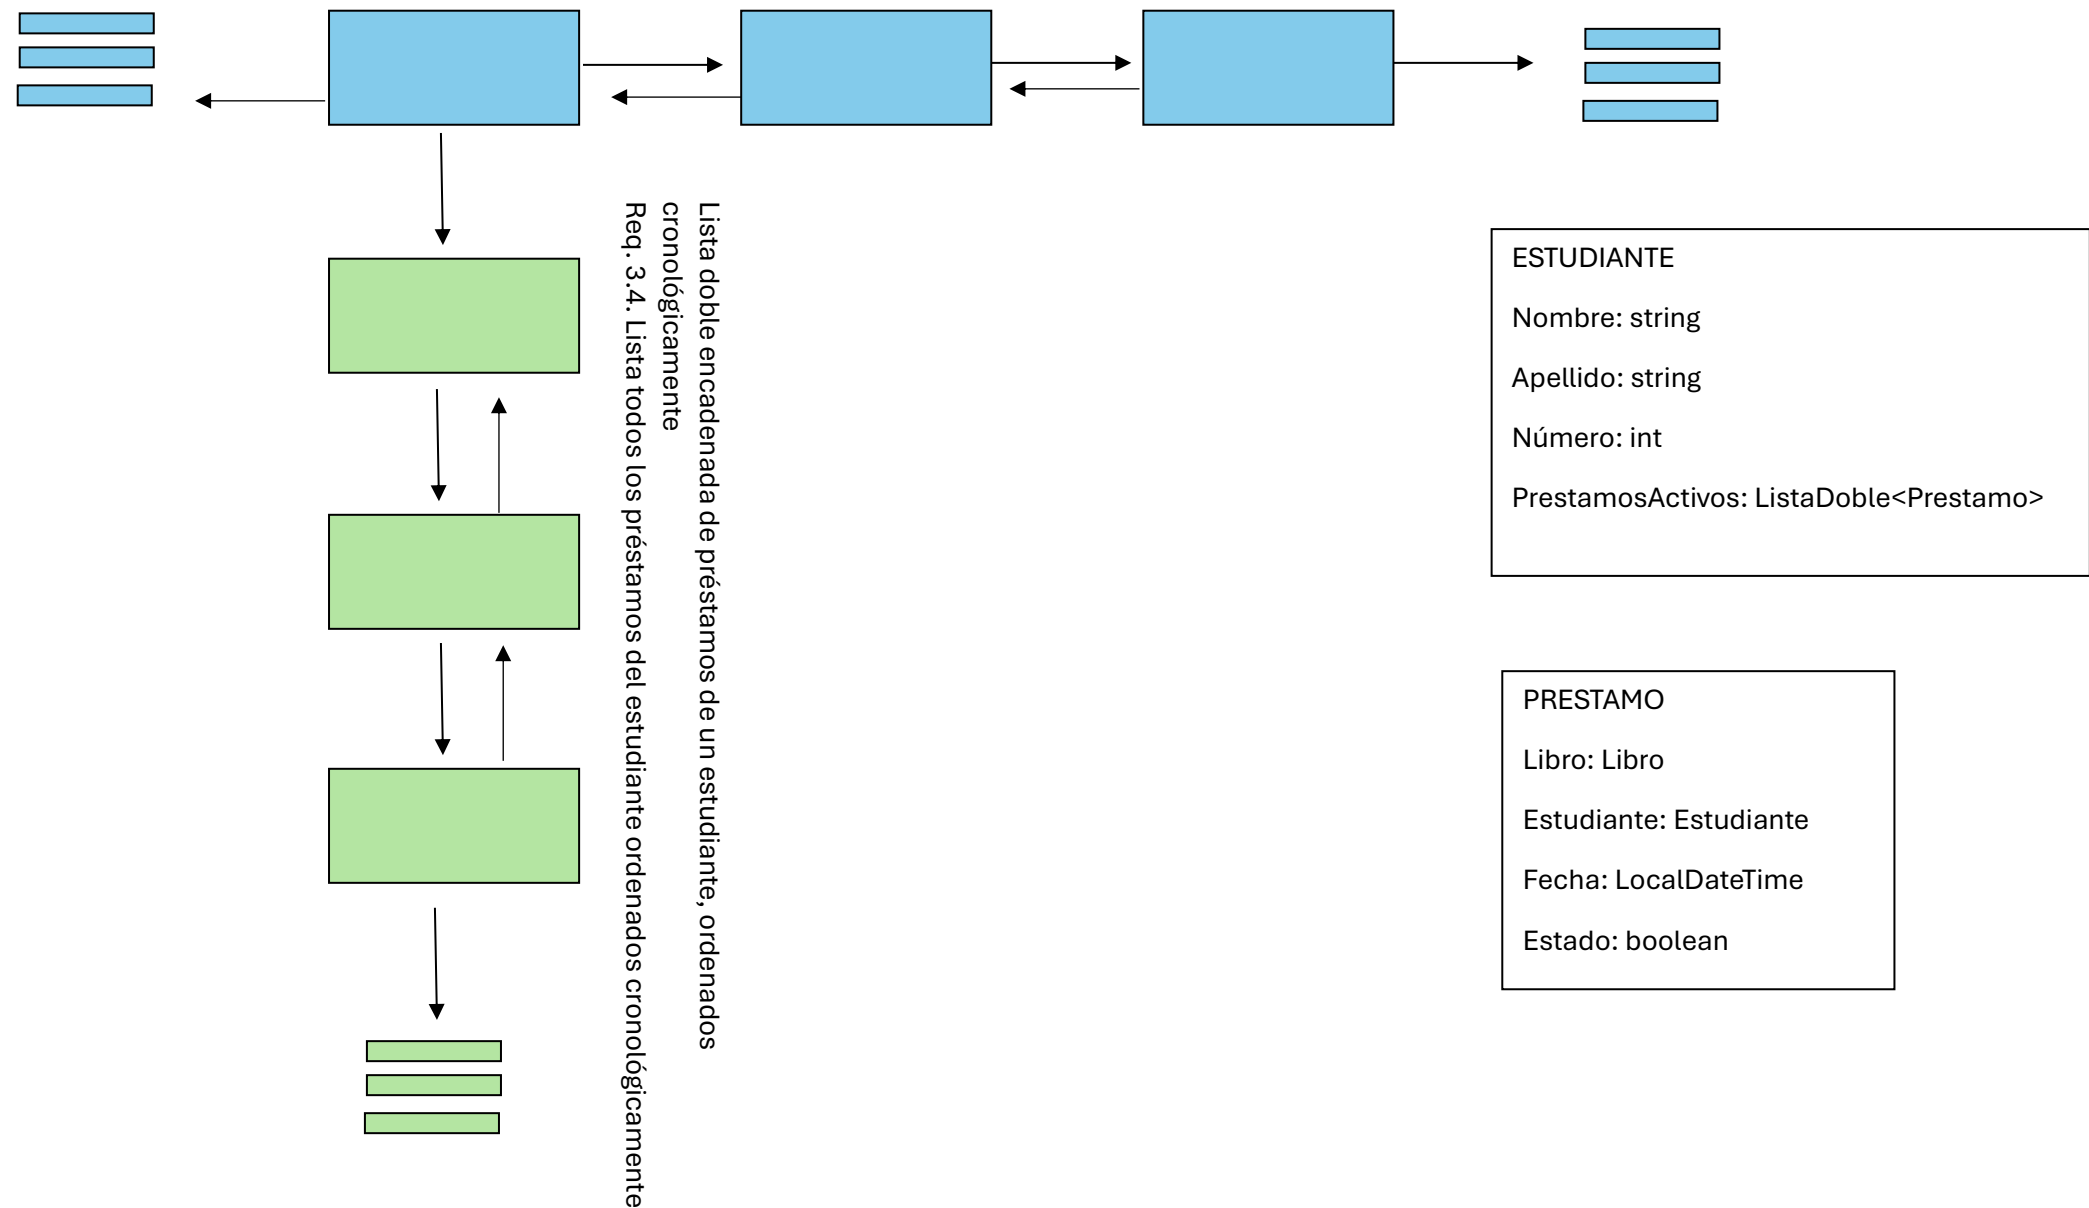 Lista doble encadenada de préstamos de un estudiante, ordenados
cronológicamente
Req. 3.4. Lista todos los préstamos del estudiante ordenados cronológicamente
ESTUDIANTE
Nombre: string
Apellido: string
Número: int
PrestamosActivos: ListaDoble<Prestamo>
PRESTAMO
Libro: Libro
Estudiante: Estudiante
Fecha: LocalDateTime
Estado: boolean